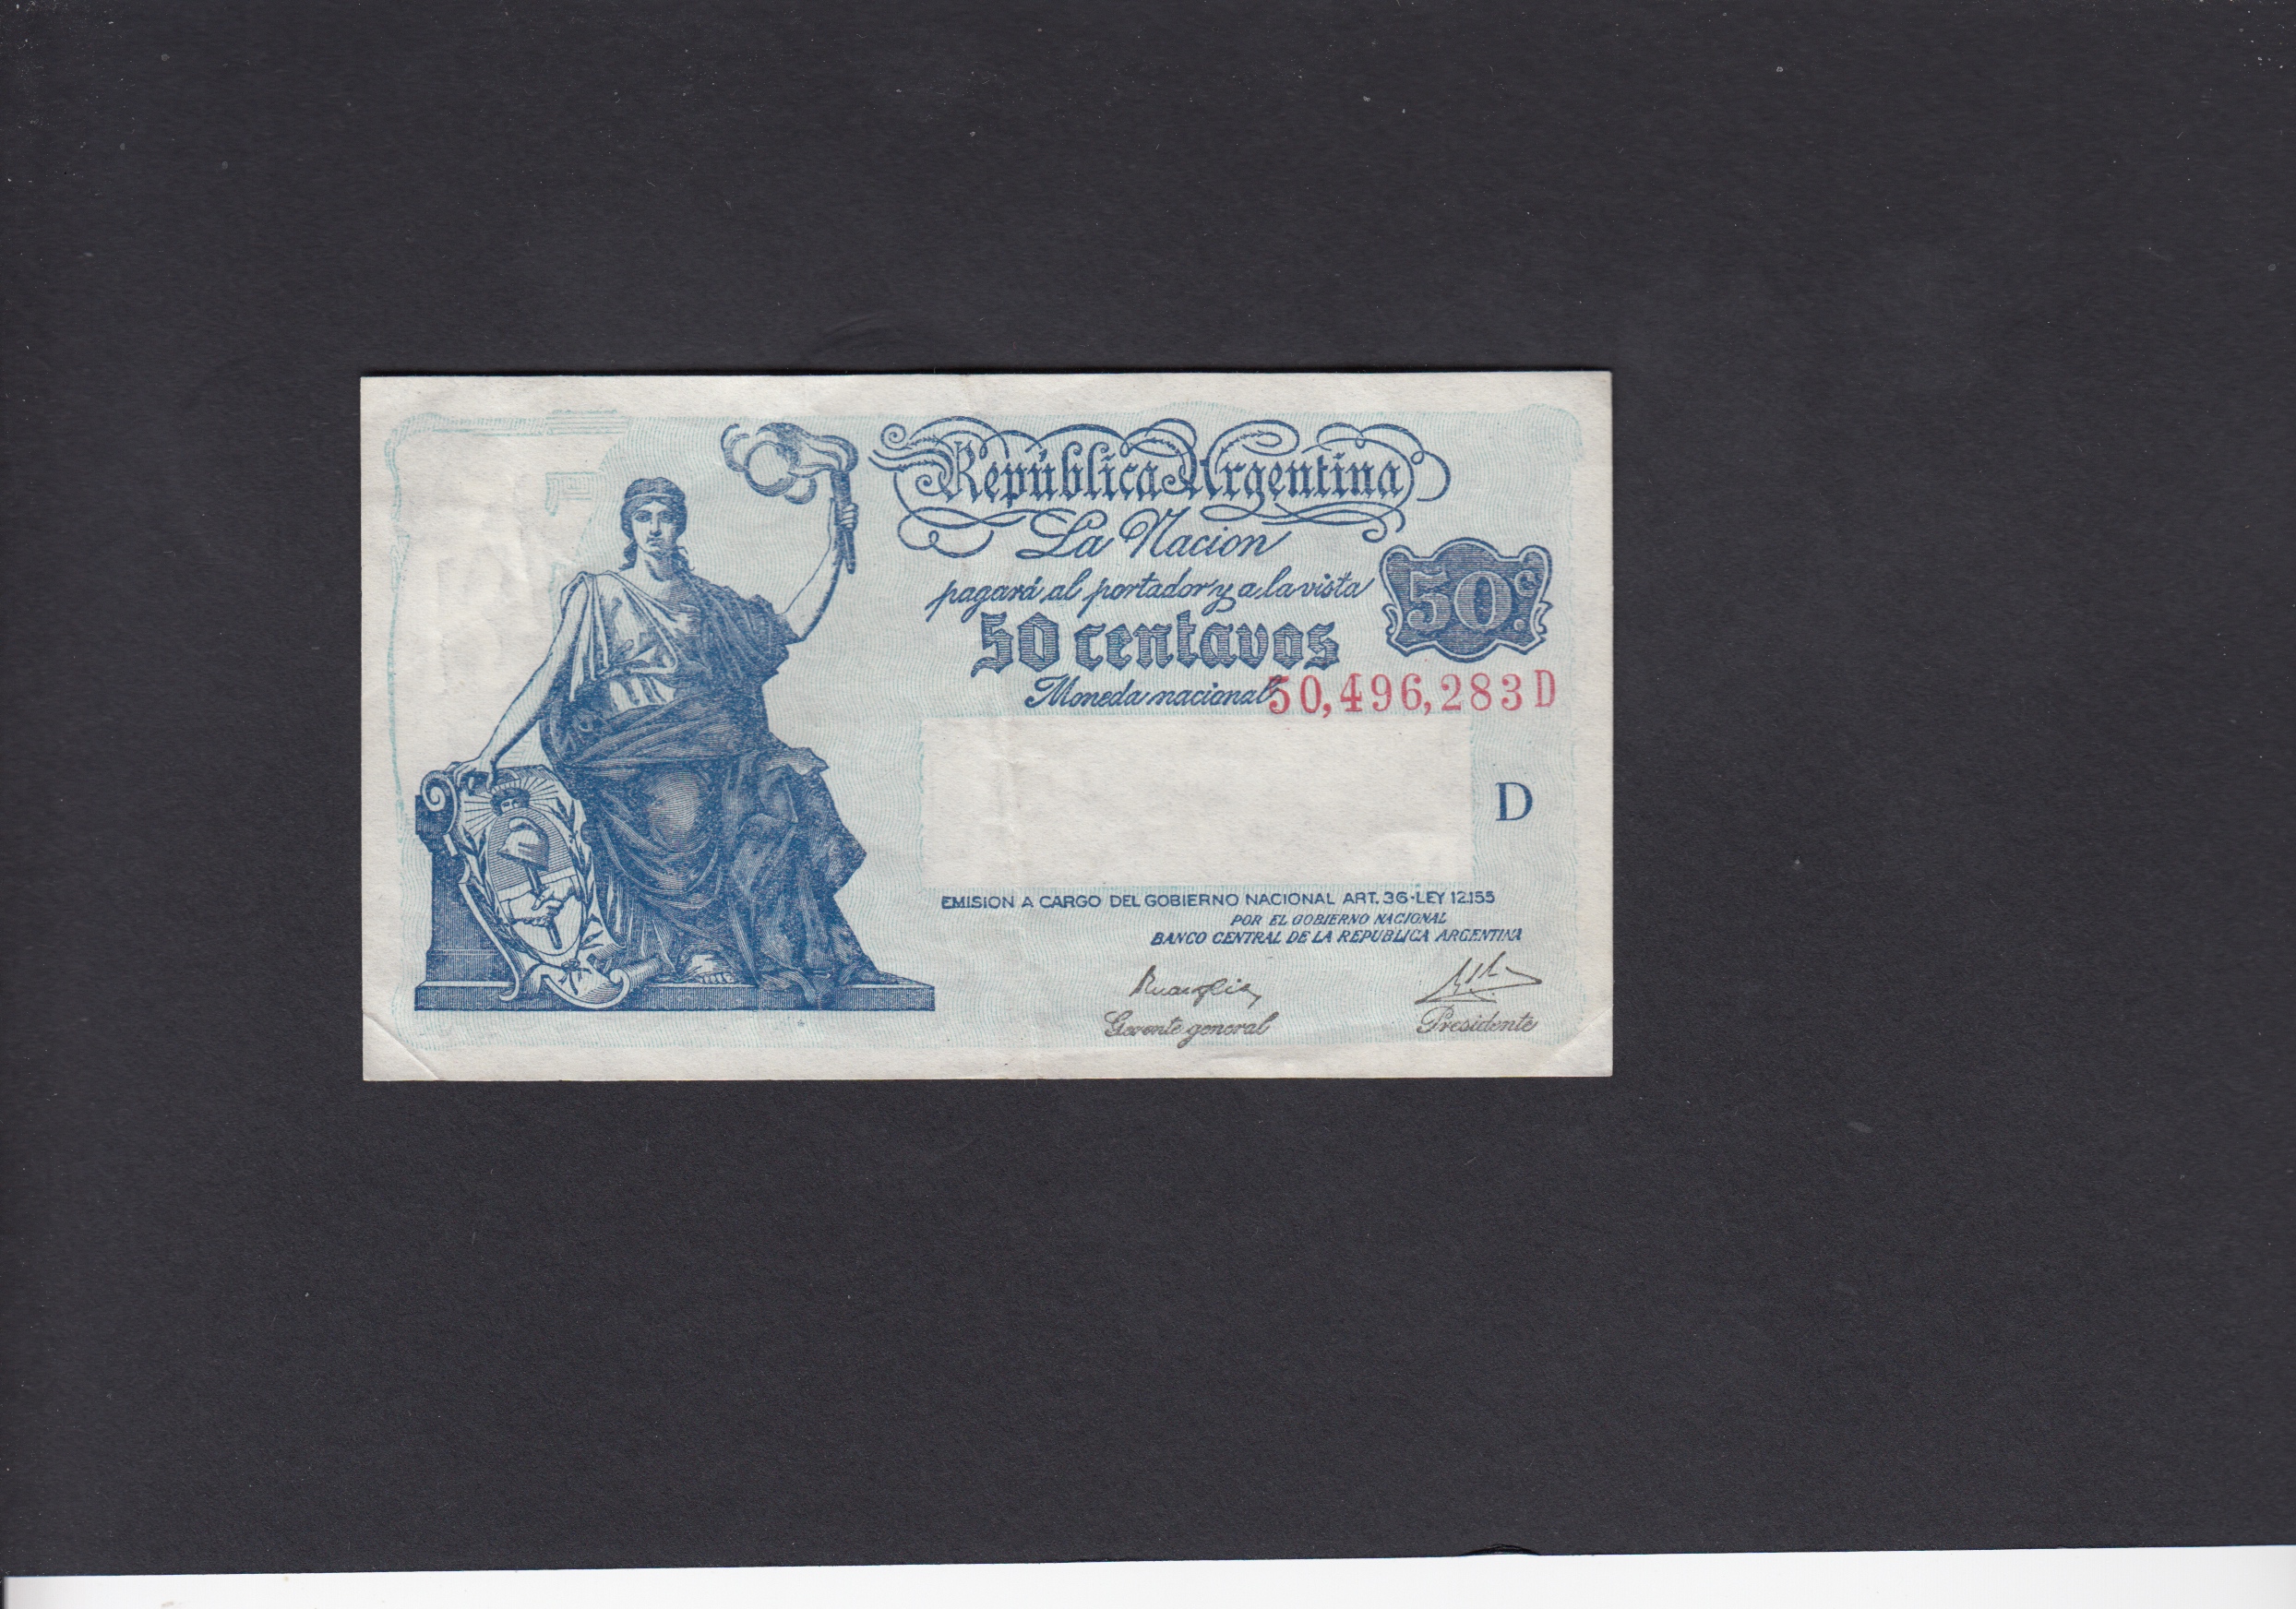 República Argentina
La Nacion
pagará al portador y a la vista
50 centavos
50c.
Moneda nacional
50,496,283 D
D
EMISION A CARGO DEL GOBIERNO NACIONAL ART. 36-LEY 12.155
POR EL GOBIERNO NACIONAL
BANCO CENTRAL DE LA REPUBLICA ARGENTINA
Gerente general
Presidente